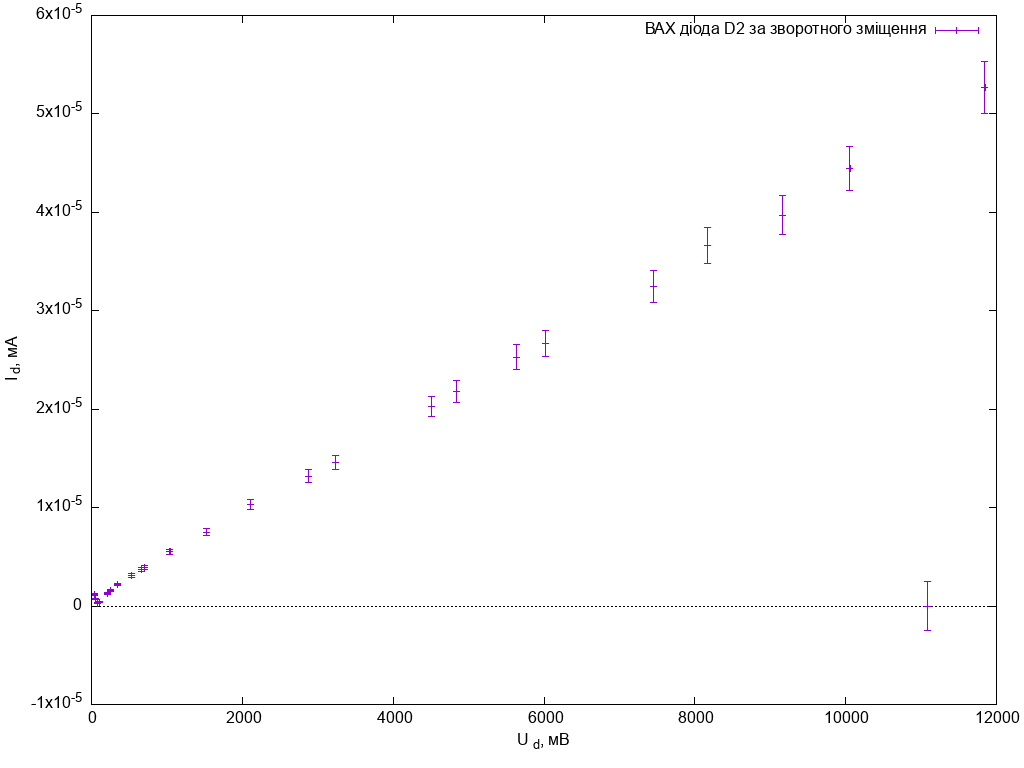 6x10-5
ВАХ діода D2 за зворотного зміщення
5x10-5
4x10-5
3x10-5
I d, мА
2x10-5
1x10-5
0
-1x10-5
0 2000 4000 6000 8000 10000 12000
U d, мВ